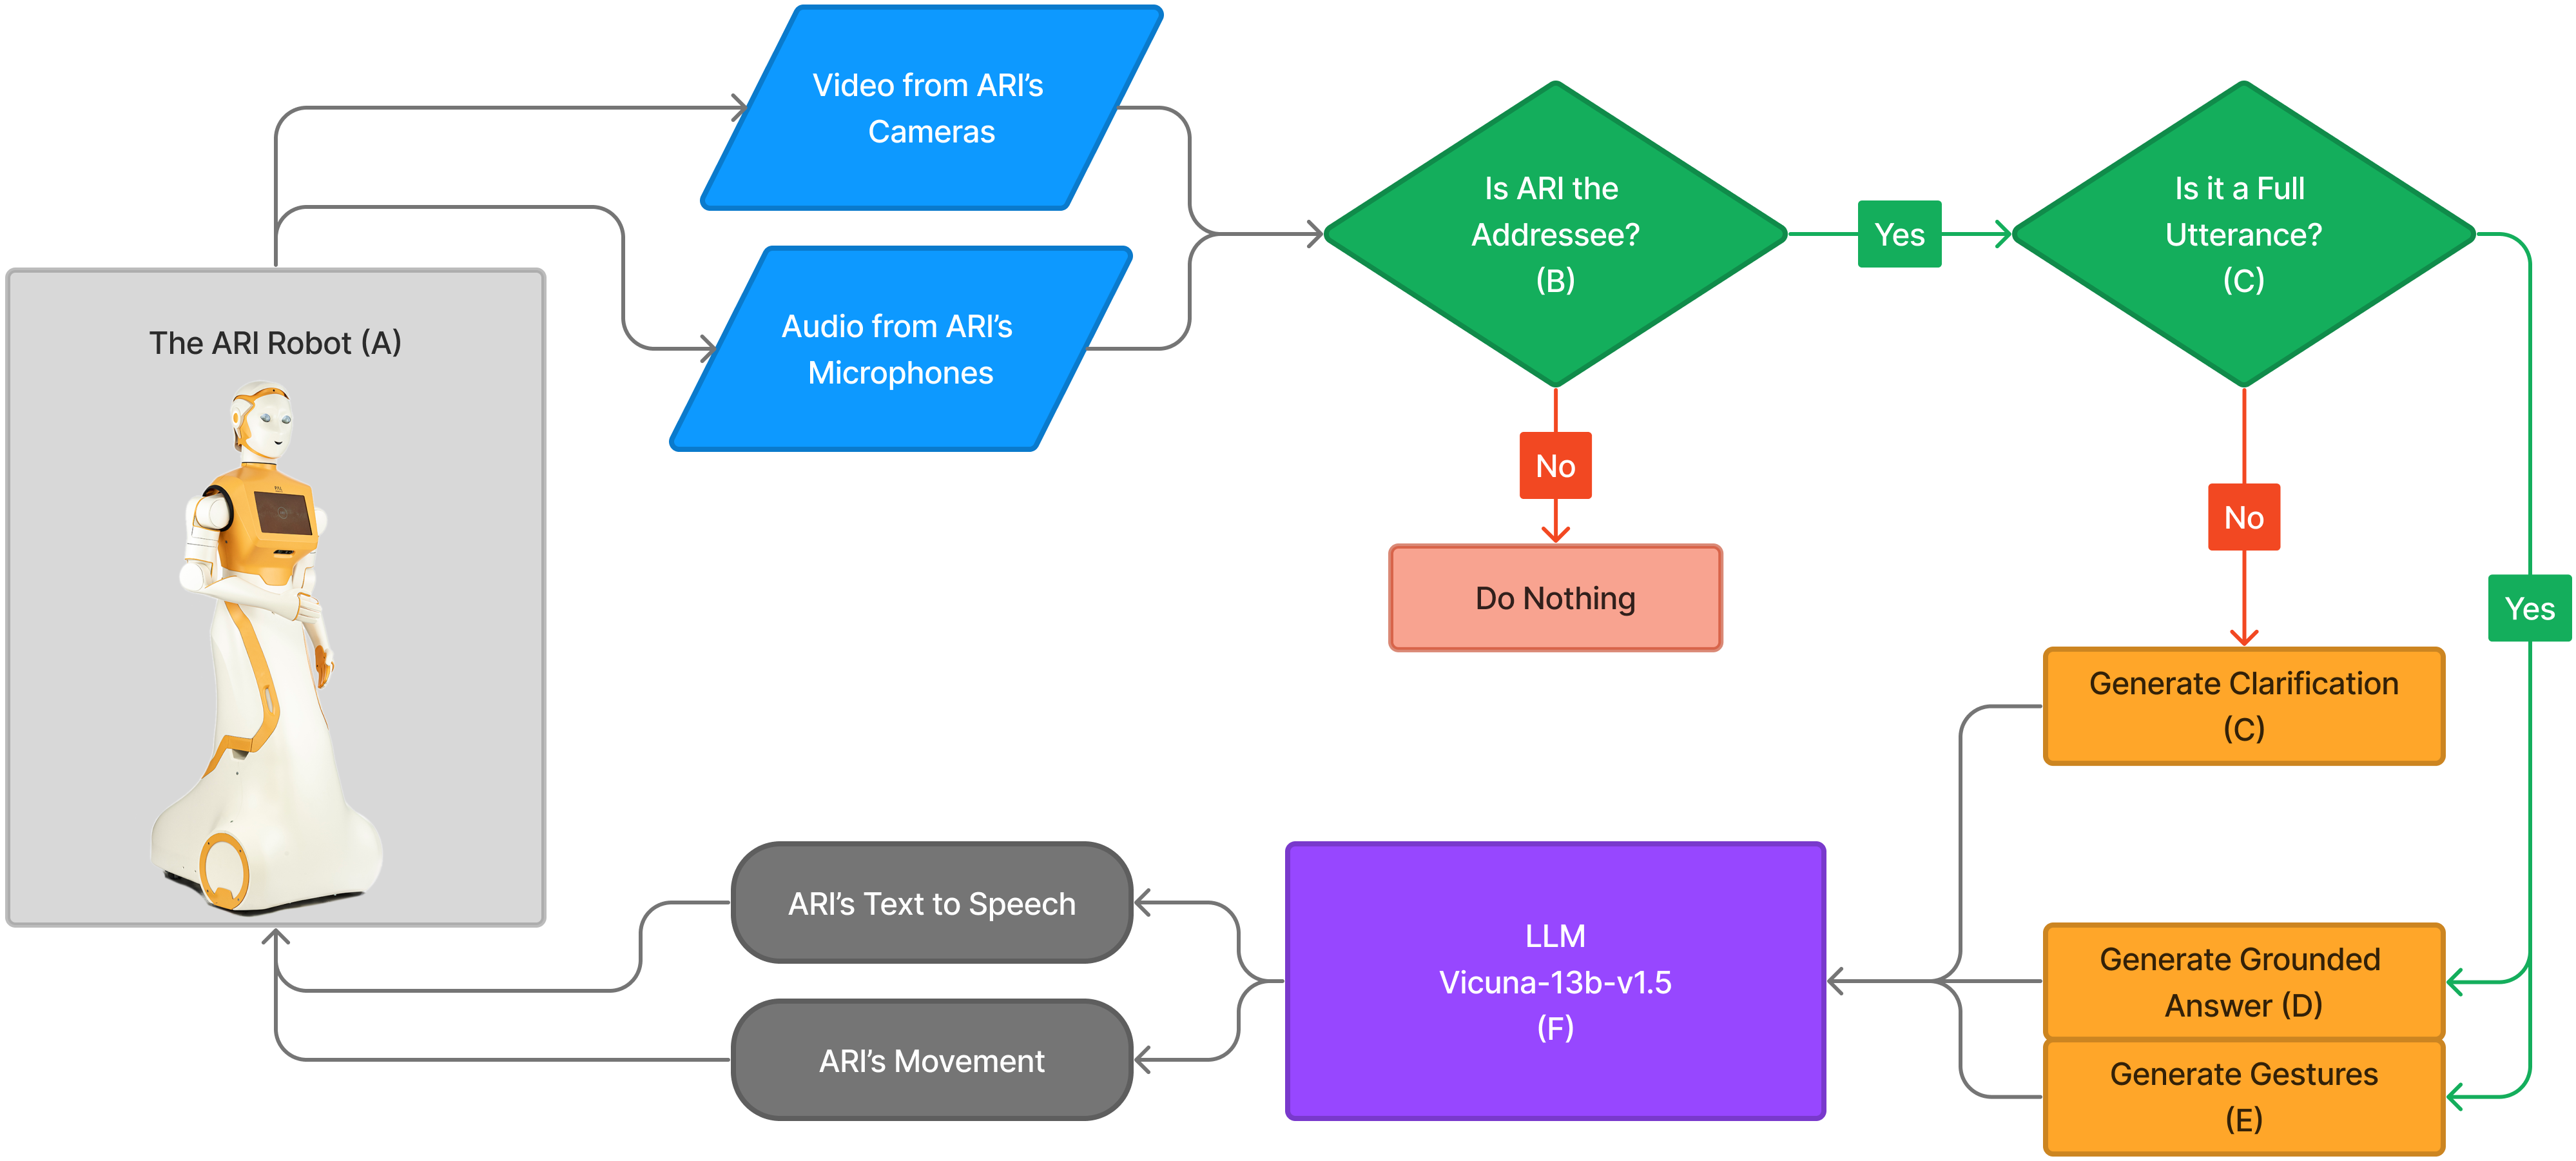 Video from ARI’s
Cameras
Audio from ARI’s
Microphones
Is ARI the
Addressee?
(B)
Yes
Is it a Full
Utterance?
(C)
The ARI Robot (A)
No
No
Do Nothing
Yes
Generate Clarification
(C)
ARI’s Text to Speech
ARI’s Movement
LLM
Vicuna-13b-v1.5
(F)
Generate Grounded
Answer (D)
Generate Gestures
(E)